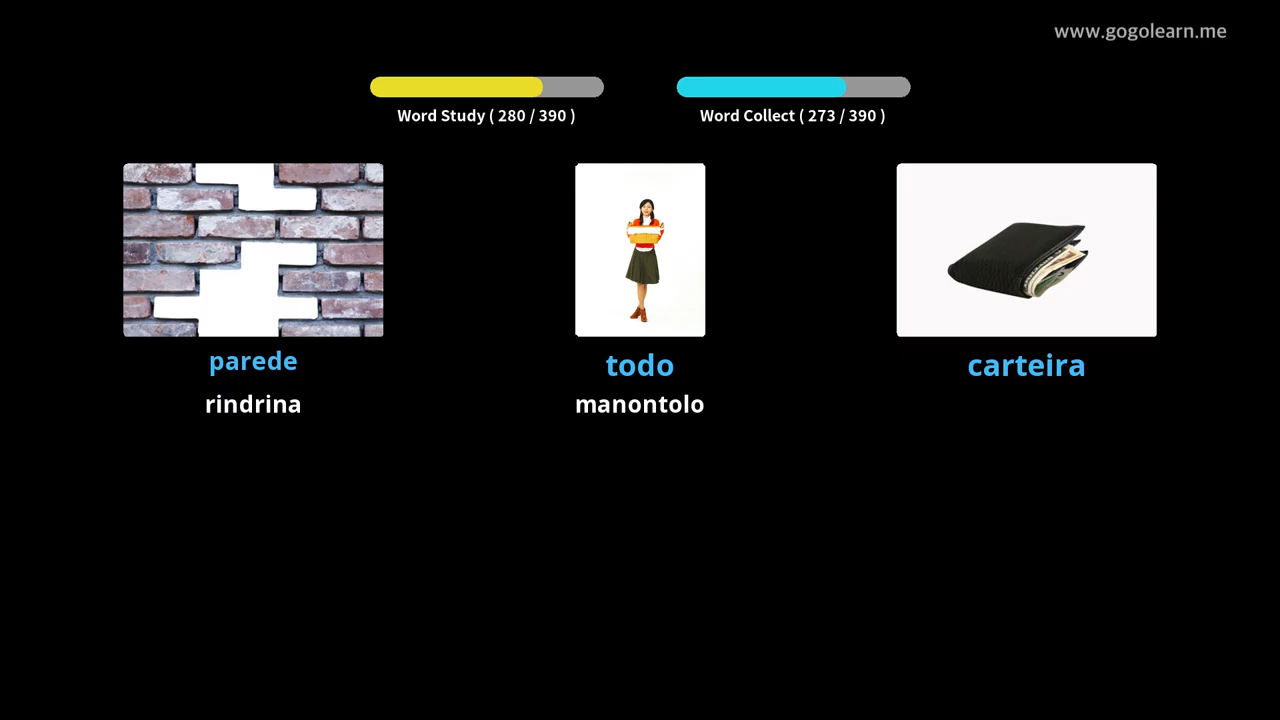 www.gogolearn.me
Word Study ( 280 / 390 )
Word Collect ( 273 / 390 )
parede
rindrina
todo
manontolo
carteira